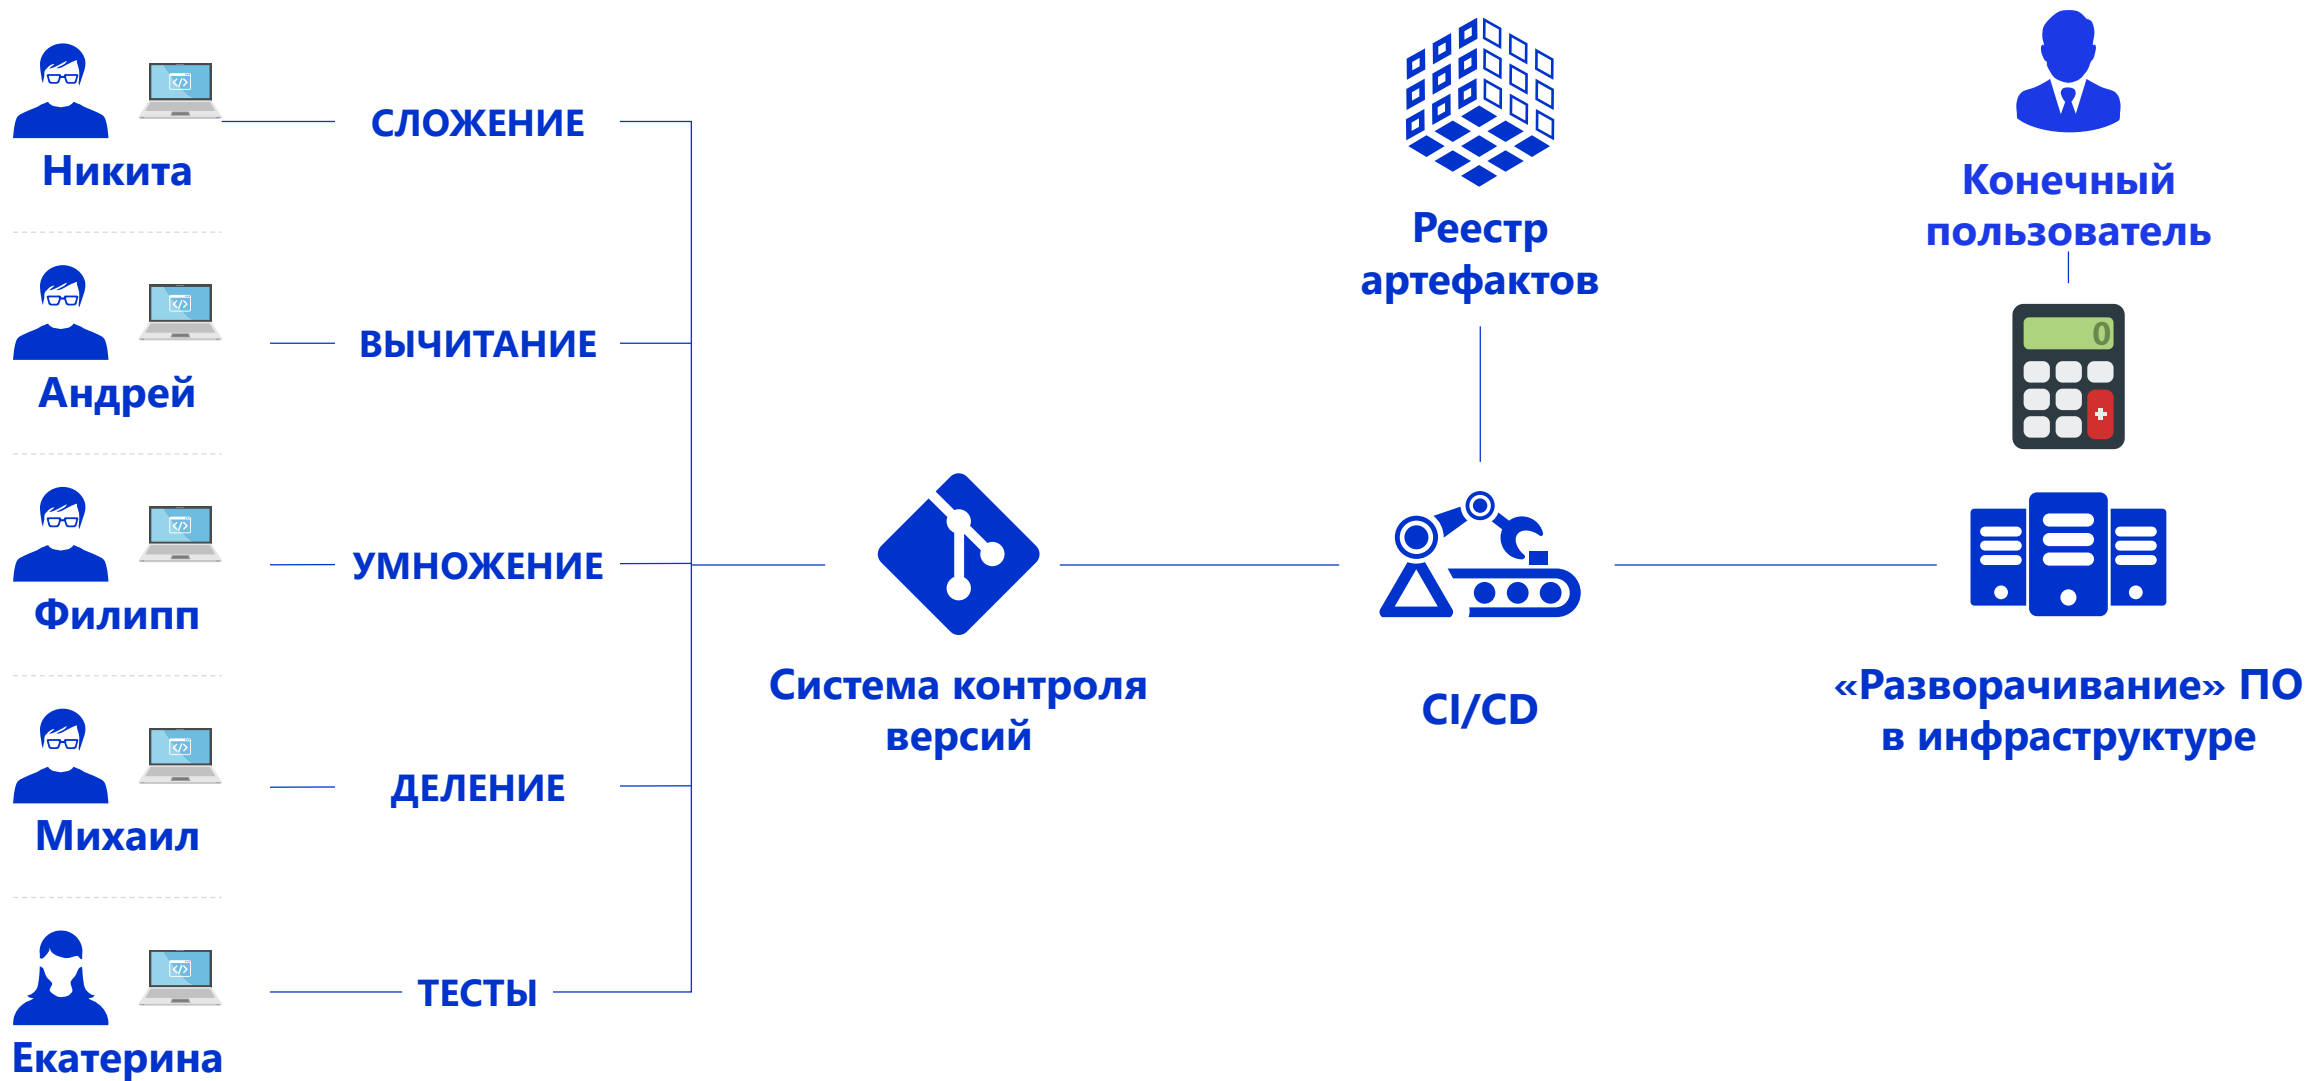 Никита
СЛОЖЕНИЕ
Андрей
ВЫЧИТАНИЕ
Филипп
УМНОЖЕНИЕ
Михаил
ДЕЛЕНИЕ
Екатерина
ТЕСТЫ
Система контроля
версий
Реестр
артефактов
CI/CD
Конечный
пользователь
0
«Разворачивание» ПО
в инфраструктуре